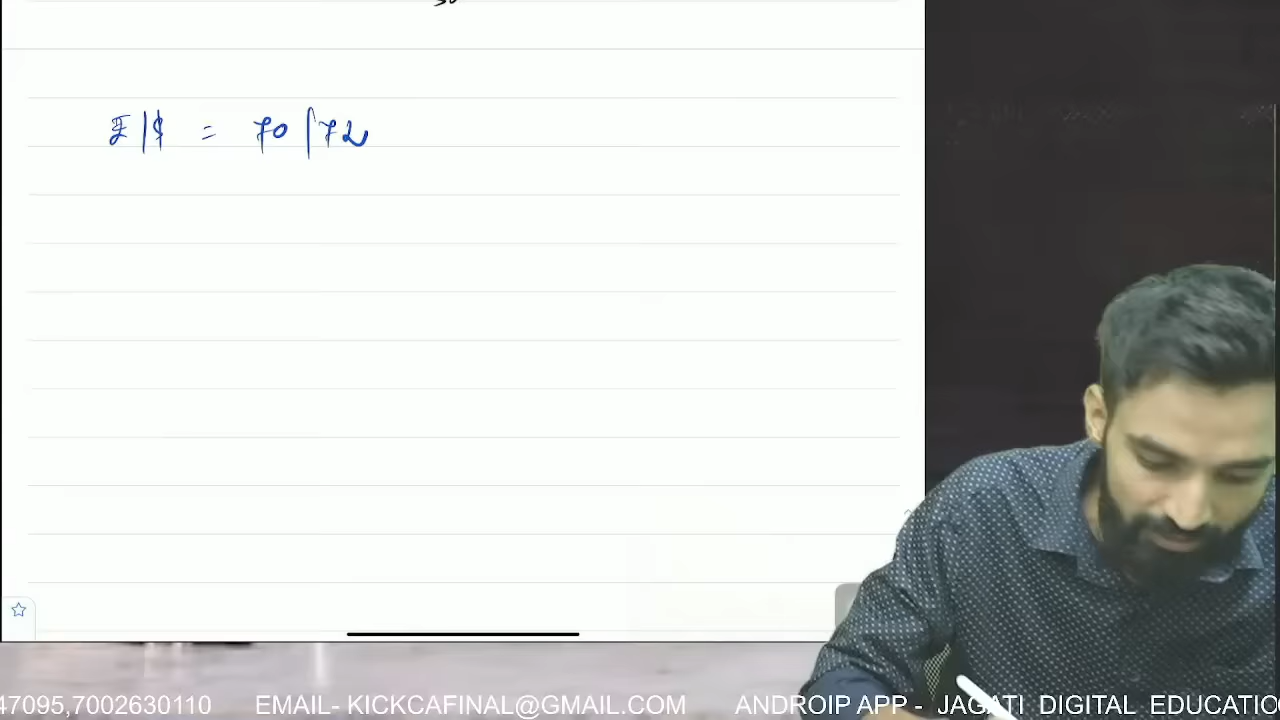 ₹|$ = 70|72
47095,7002630110 EMAIL- KICKCAFINAL@GMAIL.COM ANDROIP APP - JAGATI DIGITAL EDUCATIO